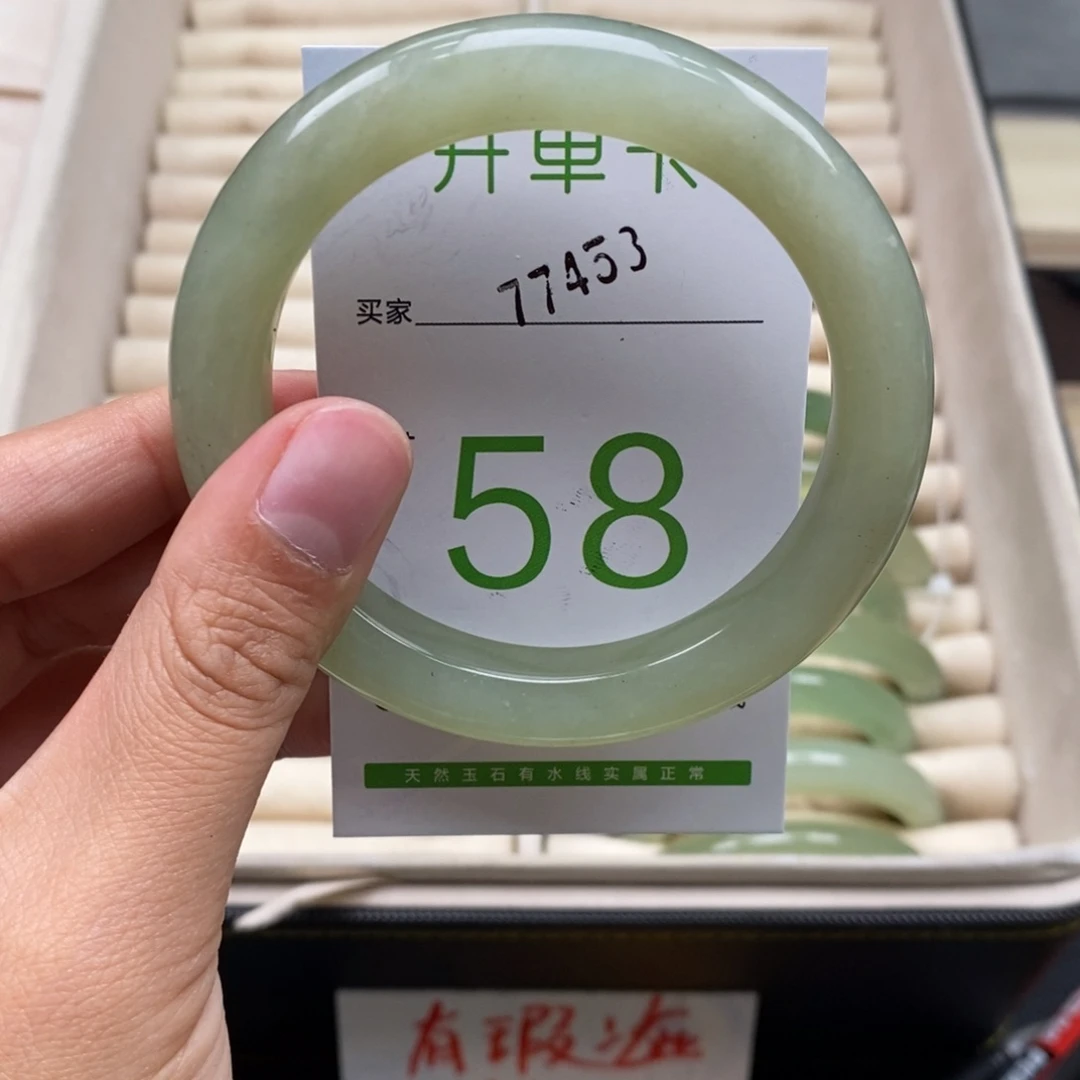 开单卡
77453
买家
58
天然玉石有水线实属正常
有瑕疵